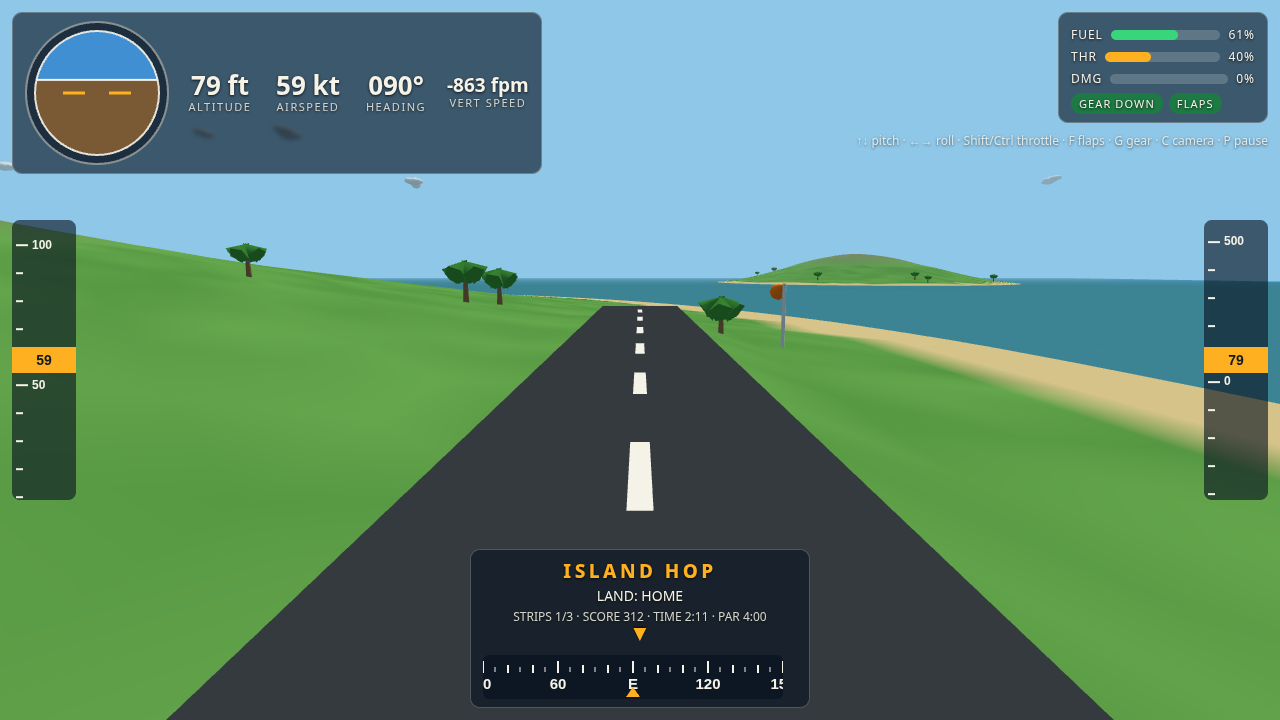 79 ft
ALTITUDE
59 kt
AIRSPEED
090°
HEADING
-863 fpm
VERT SPEED
FUEL 61%
THR 40%
DMG 0%
GEAR DOWN FLAPS
↑↓ pitch · ←→ roll · Shift/Ctrl throttle · F flaps · G gear · C camera · P pause
100
59
50
500
79
0
ISLAND HOP
LAND: HOME
STRIPS 1/3 · SCORE 312 · TIME 2:11 · PAR 4:00
0 60 E 120 15